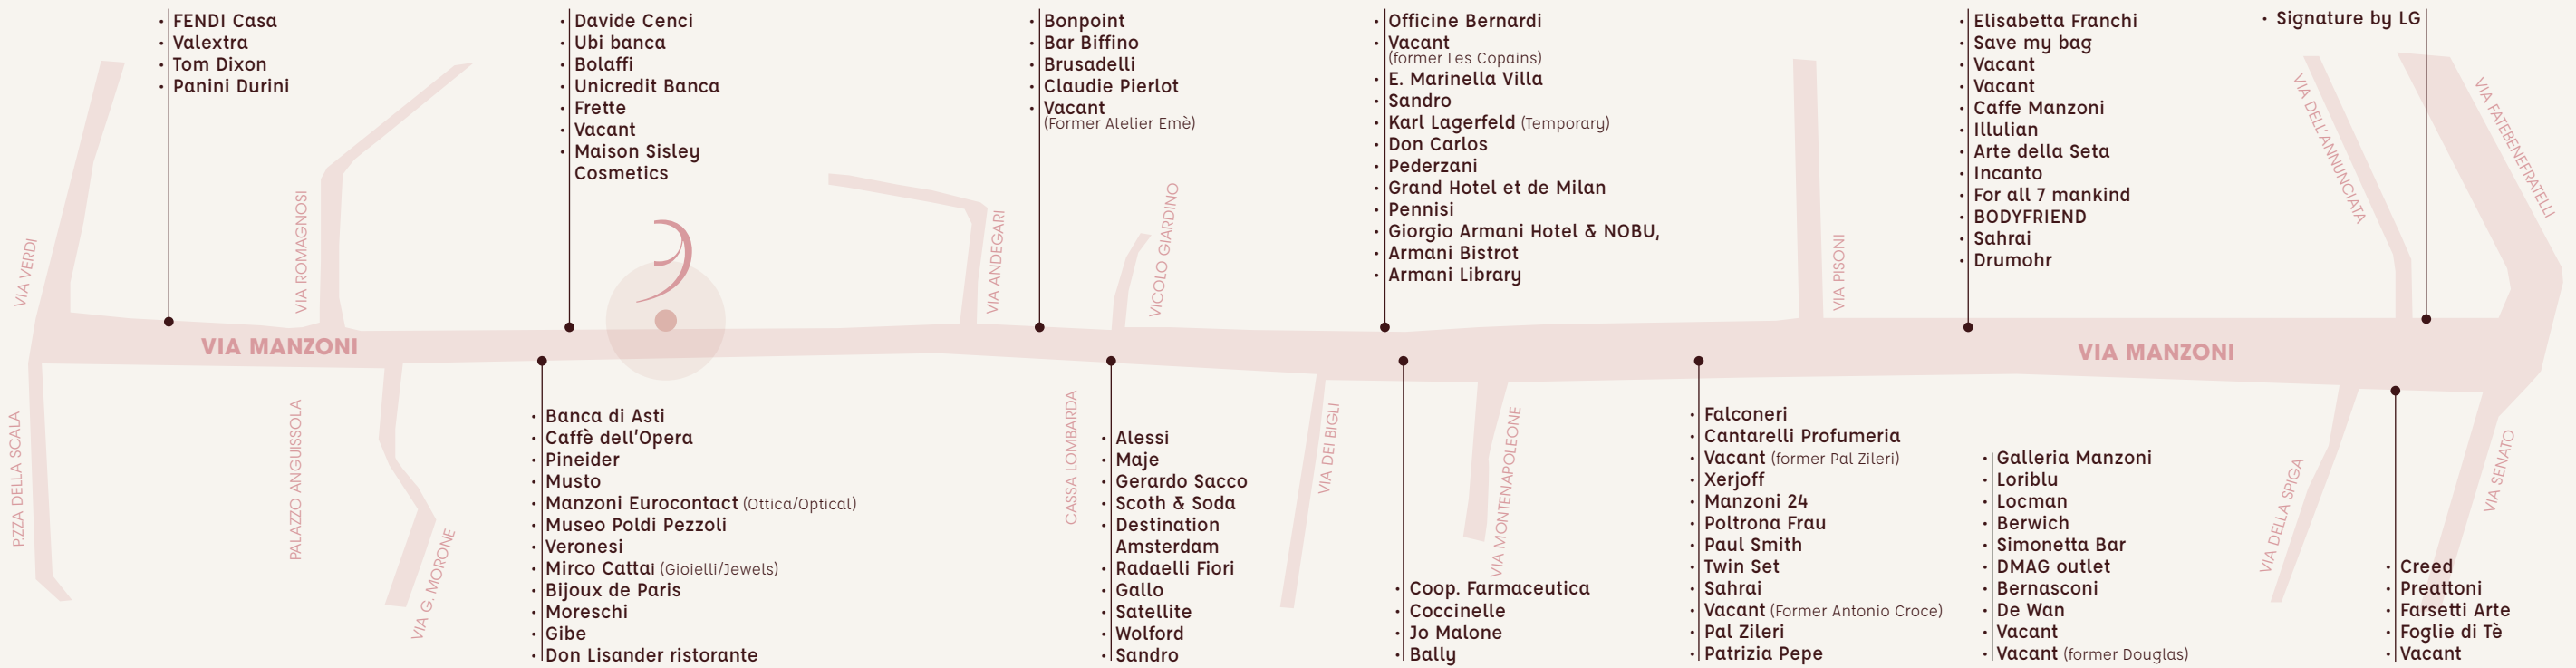 FENDI Casa
Valextra
Tom Dixon
Panini Durini
Davide Cenci
Ubi banca
Bolaffi
Unicredit Banca
Frette
Vacant
Maison Sisley
Cosmetics
Bonpoint
Bar Biffino
Brusadelli
Claudie Pierlot
Vacant
(Former Atelier Emè)
Officine Bernardi
Vacant
(former Les Copains)
E. Marinella Villa
Sandro
Karl Lagerfeld (Temporary)
Don Carlos
Pederzani
Grand Hotel et de Milan
Pennisi
Giorgio Armani Hotel & NOBU,
Armani Bistrot
Armani Library
Elisabetta Franchi
Save my bag
Vacant
Vacant
Caffe Manzoni
Illulian
Arte della Seta
Incanto
For all 7 mankind
BODYFRIEND
Sahrai
Drumohr
Signature by LG
VIA VERDI
VIA ROMAGNOSI
VIA ANDEGARI
VICOLO GIARDINO
VIA PISONI
VIA DELL'ANNUNCIATA
VIA FATEBENEFRATELLI
VIA MANZONI
VIA MANZONI
P.ZZA DELLA SCALA
PALAZZO ANGUISSOLA
VIA G. MORONE
CASSA LOMBARDA
VIA DEI BIGLI
VIA MONTENAPOLEONE
VIA DELLA SPIGA
VIA SENATO
Banca di Asti
Caffè dell'Opera
Pineider
Musto
Manzoni Eurocontact (Ottica/Optical)
Museo Poldi Pezzoli
Veronesi
Mirco Cattai (Gioielli/Jewels)
Bijoux de Paris
Moreschi
Gibe
Don Lisander ristorante
Alessi
Maje
Gerardo Sacco
Scoth & Soda
Destination
Amsterdam
Radaelli Fiori
Gallo
Satellite
Wolford
Sandro
Coop. Farmaceutica
Coccinelle
Jo Malone
Bally
Falconeri
Cantarelli Profumeria
Vacant (former Pal Zileri)
Xerjoff
Manzoni 24
Poltrona Frau
Paul Smith
Twin Set
Sahrai
Vacant (Former Antonio Croce)
Pal Zileri
Patrizia Pepe
Galleria Manzoni
Loriblu
Locman
Berwich
Simonetta Bar
DMAG outlet
Bernasconi
De Wan
Vacant
Vacant (former Douglas)
Creed
Preattoni
Farsetti Arte
Foglie di Tè
Vacant